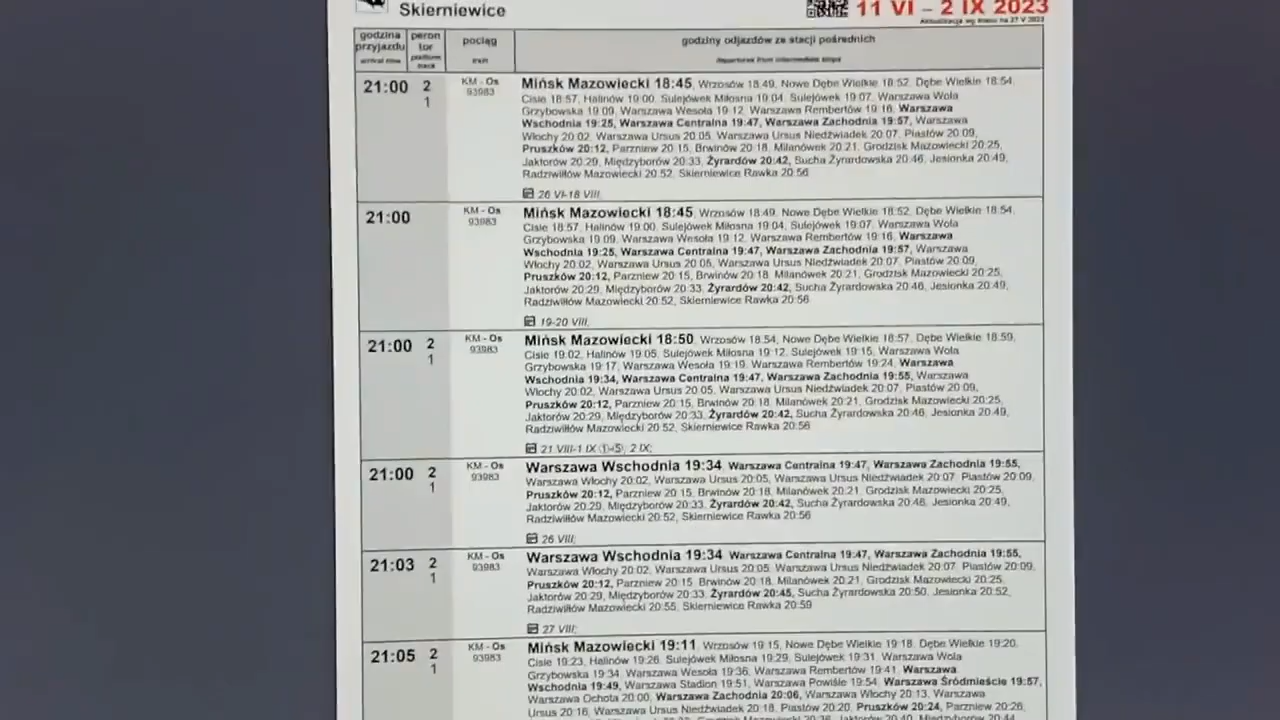 Skierniewice
11 VI – 2 IX 2023
Aktualizacja wg stanu na 27 V 2023
godzina przyjazdu
arrival time
peron
tor
platform
track
pociąg
train
godziny odjazdów ze stacji pośrednich
departures from intermediate stops
21:00 2 KM - Os Mińsk Mazowiecki 18:45, Wrzosów 18:49, Nowe Dębe Wielkie 18:52, Dębe Wielkie 18:54,
1 93983 Cisie 18:57, Halinów 19:00, Sulejówek Miłosna 19:04, Sulejówek 19:07, Warszawa Wola
Grzybowska 19:09, Warszawa Wesoła 19:12, Warszawa Rembertów 19:16, Warszawa
Wschodnia 19:25, Warszawa Centralna 19:47, Warszawa Zachodnia 19:57, Warszawa
Włochy 20:02, Warszawa Ursus 20:05, Warszawa Ursus Niedźwiadek 20:07, Piastów 20:09,
Pruszków 20:12, Parzniew 20:15, Brwinów 20:18, Milanówek 20:21, Grodzisk Mazowiecki 20:25,
Jaktorów 20:29, Międzyborów 20:33, Żyrardów 20:42, Sucha Żyrardowska 20:46, Jesionka 20:49,
Radziwiłłów Mazowiecki 20:52, Skierniewice Rawka 20:56
26 VI-18 VIII;
21:00 KM - Os Mińsk Mazowiecki 18:45, Wrzosów 18:49, Nowe Dębe Wielkie 18:52, Dębe Wielkie 18:54,
93983 Cisie 18:57, Halinów 19:00, Sulejówek Miłosna 19:04, Sulejówek 19:07, Warszawa Wola
Grzybowska 19:09, Warszawa Wesoła 19:12, Warszawa Rembertów 19:16, Warszawa
Wschodnia 19:25, Warszawa Centralna 19:47, Warszawa Zachodnia 19:57, Warszawa
Włochy 20:02, Warszawa Ursus 20:05, Warszawa Ursus Niedźwiadek 20:07, Piastów 20:09,
Pruszków 20:12, Parzniew 20:15, Brwinów 20:18, Milanówek 20:21, Grodzisk Mazowiecki 20:25,
Jaktorów 20:29, Międzyborów 20:33, Żyrardów 20:42, Sucha Żyrardowska 20:46, Jesionka 20:49,
Radziwiłłów Mazowiecki 20:52, Skierniewice Rawka 20:56
19-20 VIII;
21:00 2 KM - Os Mińsk Mazowiecki 18:50, Wrzosów 18:54, Nowe Dębe Wielkie 18:57, Dębe Wielkie 18:59,
1 93983 Cisie 19:02, Halinów 19:05, Sulejówek Miłosna 19:12, Sulejówek 19:15, Warszawa Wola
Grzybowska 19:17, Warszawa Wesoła 19:19, Warszawa Rembertów 19:24, Warszawa
Wschodnia 19:34, Warszawa Centralna 19:47, Warszawa Zachodnia 19:55, Warszawa
Włochy 20:02, Warszawa Ursus 20:05, Warszawa Ursus Niedźwiadek 20:07, Piastów 20:09,
Pruszków 20:12, Parzniew 20:15, Brwinów 20:18, Milanówek 20:21, Grodzisk Mazowiecki 20:25,
Jaktorów 20:29, Międzyborów 20:33, Żyrardów 20:42, Sucha Żyrardowska 20:46, Jesionka 20:49,
Radziwiłłów Mazowiecki 20:52, Skierniewice Rawka 20:56
21 VIII-1 IX ①-⑤, 2 IX;
21:00 2 KM - Os Warszawa Wschodnia 19:34, Warszawa Centralna 19:47, Warszawa Zachodnia 19:55,
1 93983 Warszawa Włochy 20:02, Warszawa Ursus 20:05, Warszawa Ursus Niedźwiadek 20:07, Piastów 20:09,
Pruszków 20:12, Parzniew 20:15, Brwinów 20:18, Milanówek 20:21, Grodzisk Mazowiecki 20:25,
Jaktorów 20:29, Międzyborów 20:33, Żyrardów 20:42, Sucha Żyrardowska 20:46, Jesionka 20:49,
Radziwiłłów Mazowiecki 20:52, Skierniewice Rawka 20:56
26 VIII;
21:03 2 KM - Os Warszawa Wschodnia 19:34, Warszawa Centralna 19:47, Warszawa Zachodnia 19:55,
1 93983 Warszawa Włochy 20:02, Warszawa Ursus 20:05, Warszawa Ursus Niedźwiadek 20:07, Piastów 20:09,
Pruszków 20:12, Parzniew 20:15, Brwinów 20:18, Milanówek 20:21, Grodzisk Mazowiecki 20:25,
Jaktorów 20:29, Międzyborów 20:33, Żyrardów 20:45, Sucha Żyrardowska 20:50, Jesionka 20:52,
Radziwiłłów Mazowiecki 20:55, Skierniewice Rawka 20:59
27 VIII;
21:05 2 KM - Os Mińsk Mazowiecki 19:11, Wrzosów 19:15, Nowe Dębe Wielkie 19:18, Dębe Wielkie 19:20,
1 93983 Cisie 19:23, Halinów 19:26, Sulejówek Miłosna 19:29, Sulejówek 19:31, Warszawa Wola
Grzybowska 19:34, Warszawa Wesoła 19:36, Warszawa Rembertów 19:41, Warszawa
Wschodnia 19:49, Warszawa Stadion 19:51, Warszawa Powiśle 19:54, Warszawa Śródmieście 19:57,
Warszawa Ochota 20:00, Warszawa Zachodnia 20:06, Warszawa Włochy 20:13, Warszawa
Ursus 20:16, Warszawa Ursus Niedźwiadek 20:18, Piastów 20:20, Pruszków 20:24, Parzniew 20:26,